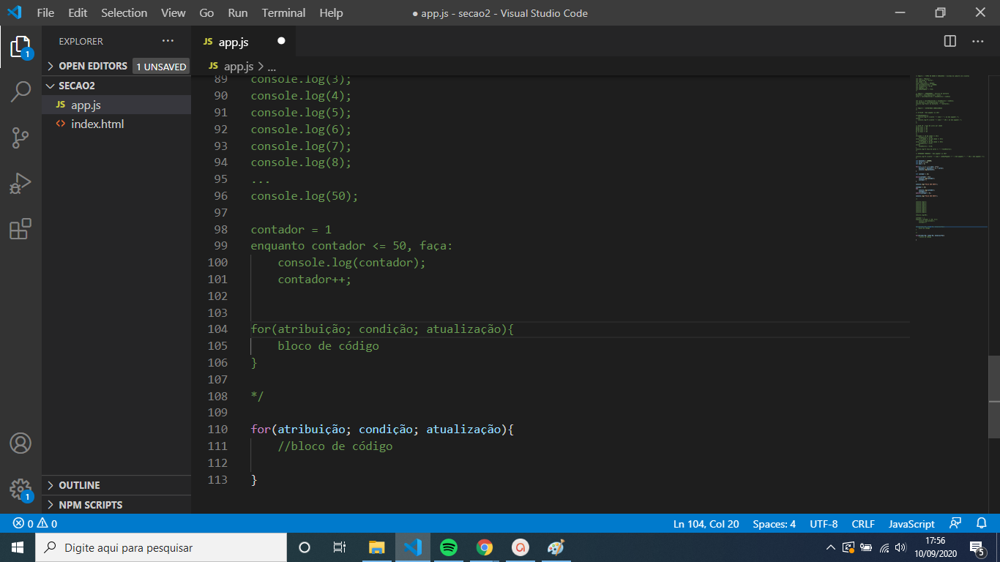 File Edit Selection View Go Run Terminal Help ● app.js - secao2 - Visual Studio Code
EXPLORER ···
OPEN EDITORS 1 UNSAVED
SECAO2
JS app.js
<> index.html
OUTLINE
NPM SCRIPTS
1
1
JS app.js ●
JS app.js > ...
89 console.log(3);
90 console.log(4);
91 console.log(5);
92 console.log(6);
93 console.log(7);
94 console.log(8);
95 ...
96 console.log(50);
97
98 contador = 1
99 enquanto contador <= 50, faça:
100 console.log(contador);
101 contador++;
102
103
104 for(atribuição; condição; atualização){
105 bloco de código
106 }
107
108 */
109
110 for(atribuição; condição; atualização){
111 //bloco de código
112
113 }
0 0 Ln 104, Col 20 Spaces: 4 UTF-8 CRLF JavaScript
Digite aqui para pesquisar
17:56
10/09/2020
5